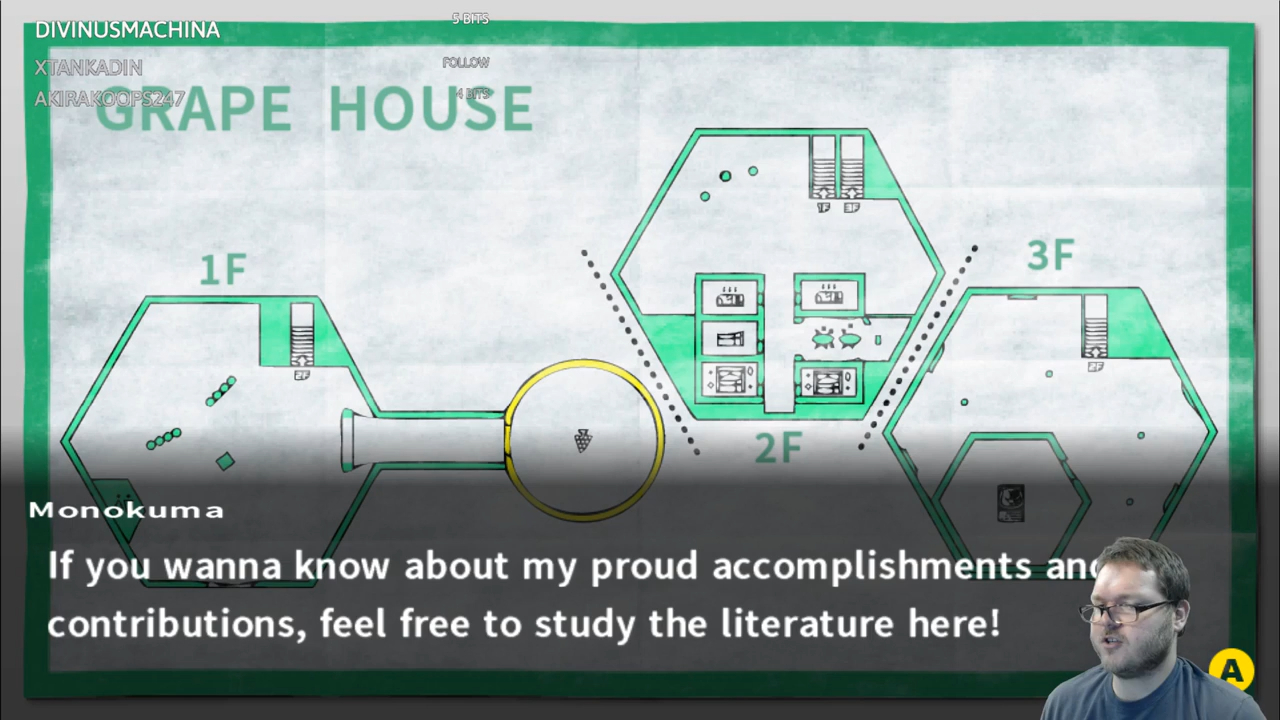 DIVINUSMACHINA
5 BITS
XTANKADIN
FOLLOW
AKIRAKOOPS247
4 BITS
GRAPE HOUSE
1F
3F
1F
3F
2F
2F
2F
Monokuma
If you wanna know about my proud accomplishments and
contributions, feel free to study the literature here!
A